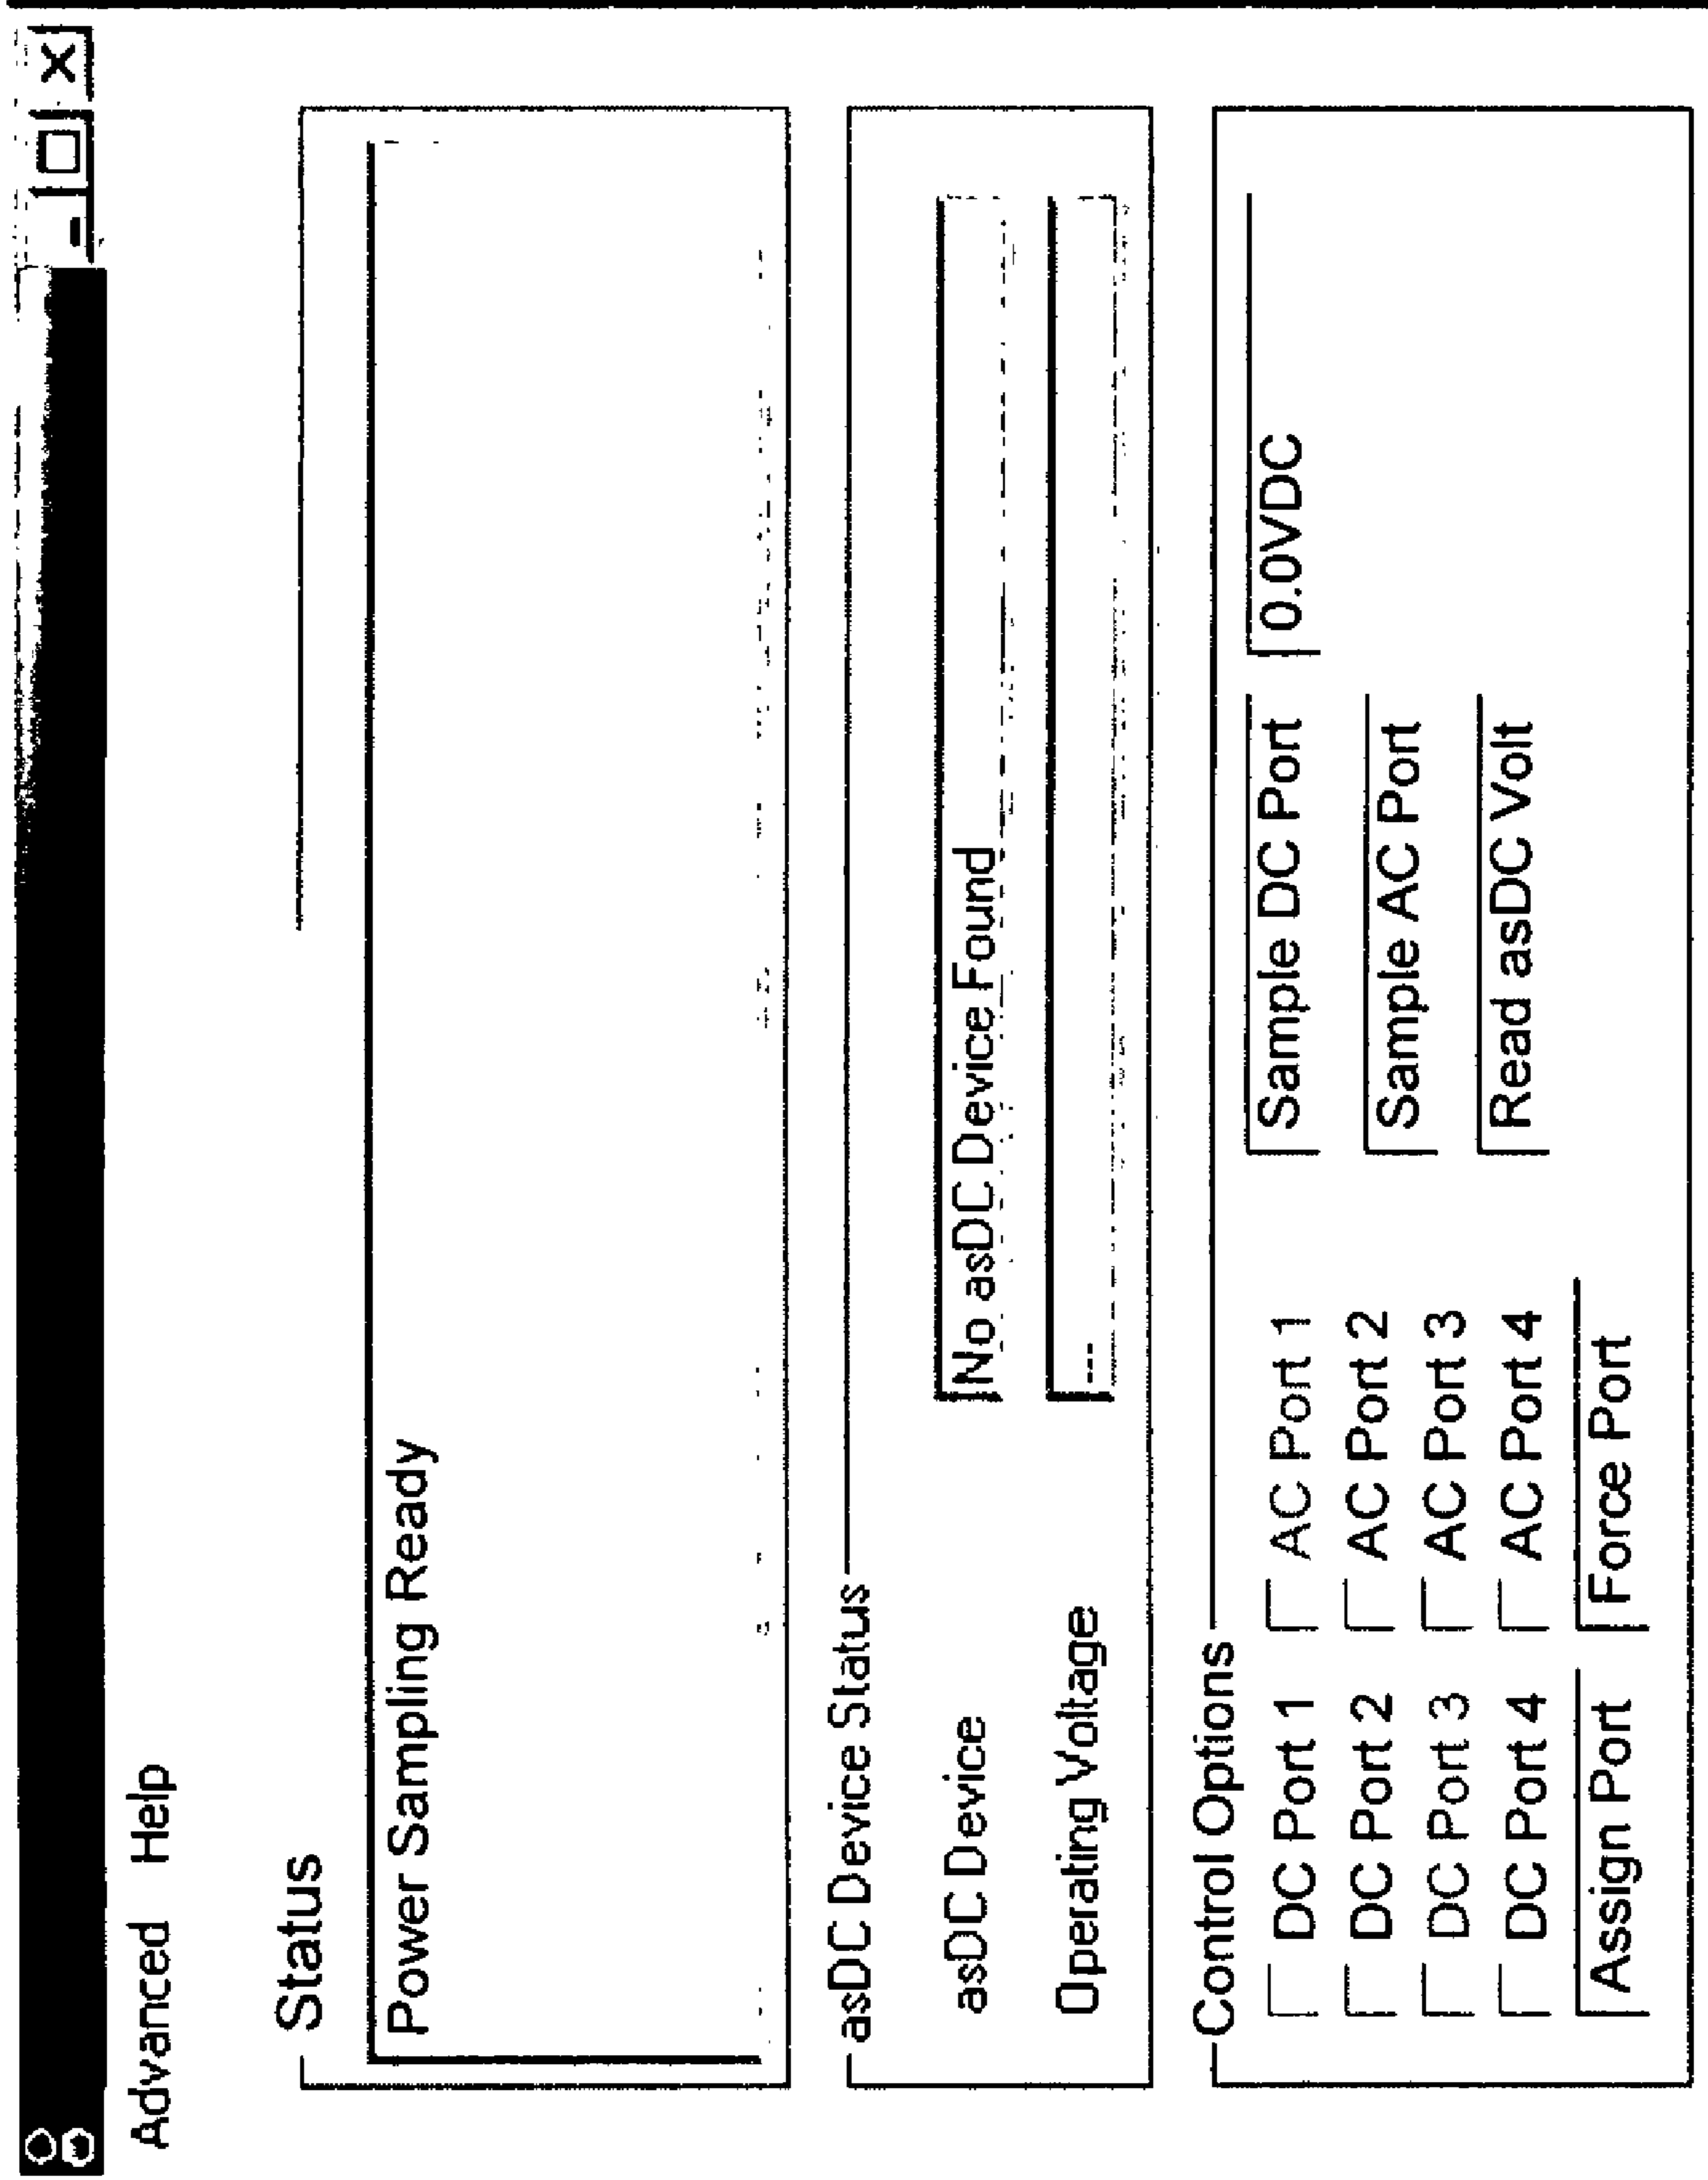 Advanced Help
Status
Power Sampling Ready
asDC Device Status
asDC Device No asDC Device Found
Operating Voltage ---
Control Options
DC Port 1 AC Port 1 Sample DC Port 0.0VDC
DC Port 2 AC Port 2 Sample AC Port
DC Port 3 AC Port 3 Read asDC Volt
DC Port 4 AC Port 4
Assign Port Force Port